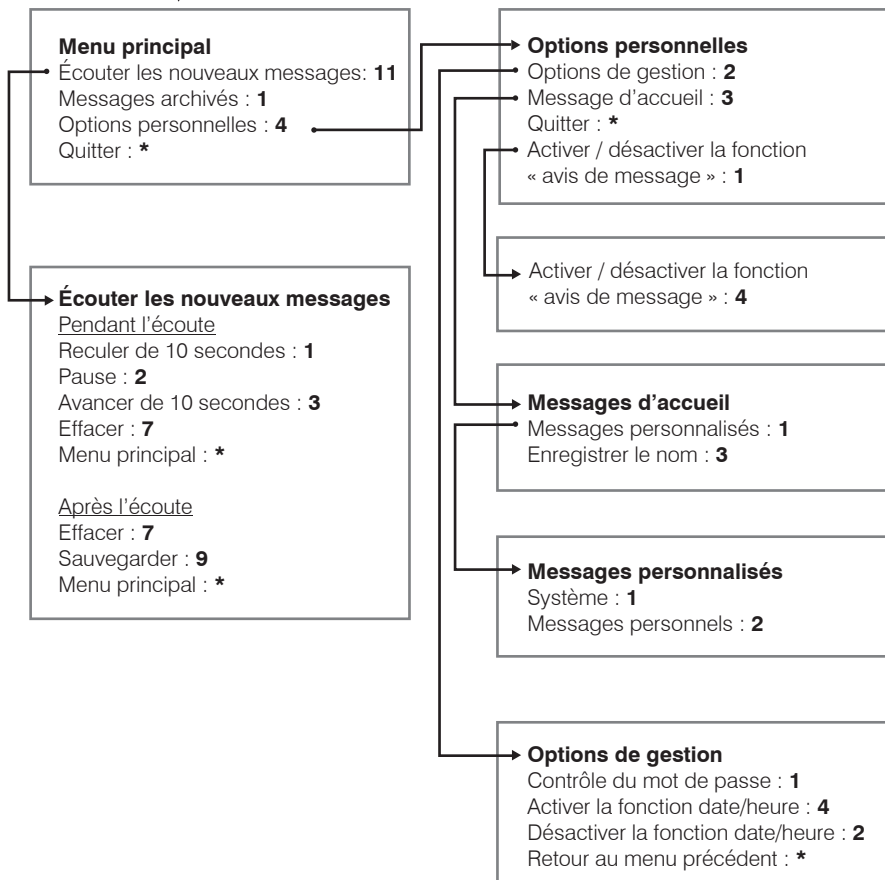 Menu principal
Écouter les nouveaux messages: 11
Messages archivés : 1
Options personnelles : 4
Quitter : *
Écouter les nouveaux messages
Pendant l'écoute
Reculer de 10 secondes : 1
Pause : 2
Avancer de 10 secondes : 3
Effacer : 7
Menu principal : *
Après l'écoute
Effacer : 7
Sauvegarder : 9
Menu principal : *
Options personnelles
Options de gestion : 2
Message d'accueil : 3
Quitter : *
Activer / désactiver la fonction
« avis de message » : 1
Activer / désactiver la fonction
« avis de message » : 4
Messages d'accueil
Messages personnalisés : 1
Enregistrer le nom : 3
Messages personnalisés
Système : 1
Messages personnels : 2
Options de gestion
Contrôle du mot de passe : 1
Activer la fonction date/heure : 4
Désactiver la fonction date/heure : 2
Retour au menu précédent : *